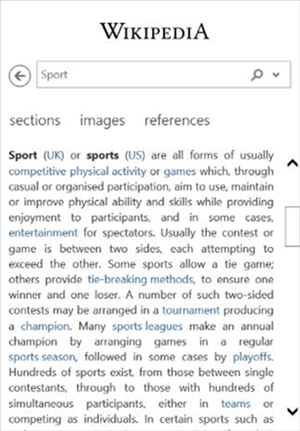 WIKIPEDIA
Sport
sections images references
Sport (UK) or sports (US) are all forms of usually
competitive physical activity or games which, through
casual or organised participation, aim to use, maintain
or improve physical ability and skills while providing
enjoyment to participants, and in some cases,
entertainment for spectators. Usually the contest or
game is between two sides, each attempting to
exceed the other. Some sports allow a tie game;
others provide tie-breaking methods, to ensure one
winner and one loser. A number of such two-sided
contests may be arranged in a tournament producing
a champion. Many sports leagues make an annual
champion by arranging games in a regular
sports season, followed in some cases by playoffs.
Hundreds of sports exist, from those between single
contestants, through to those with hundreds of
simultaneous participants, either in teams or
competing as individuals. In certain sports such as